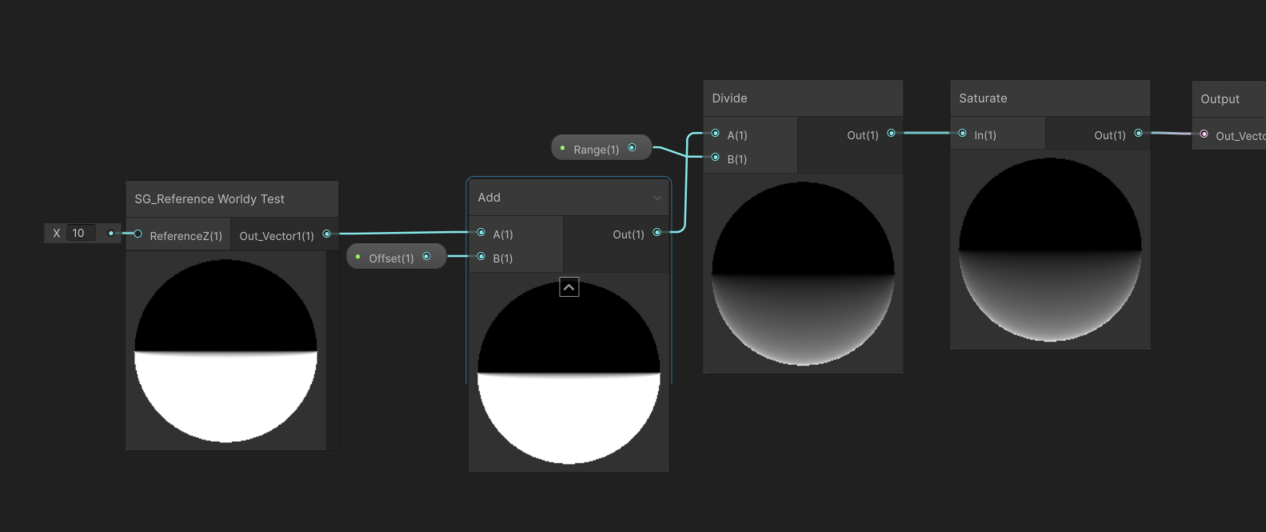 SG_Reference Worldy Test
X 10
ReferenceZ(1) Out_Vector1(1)
Offset(1)
Add
A(1) Out(1)
B(1)
Range(1)
Divide
A(1) Out(1)
B(1)
Saturate
In(1) Out(1)
Output
Out_Vecto